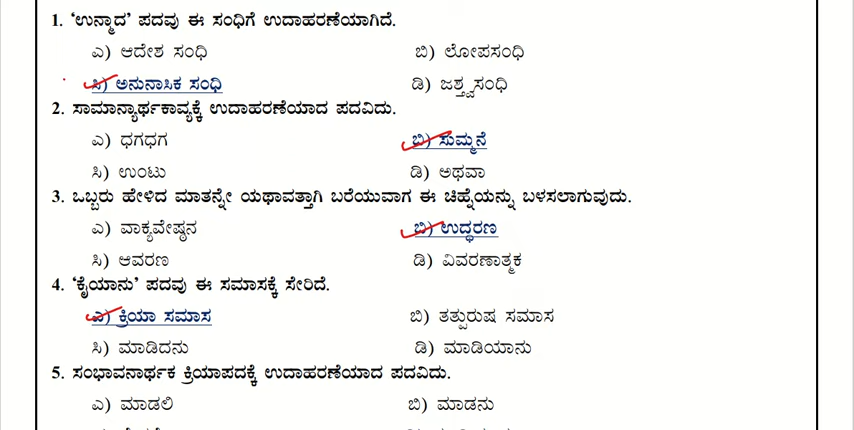 1. ‘ಉನ್ಮಾದ’ ಪದವು ಈ ಸಂಧಿಗೆ ಉದಾಹರಣೆಯಾಗಿದೆ.
ಎ) ಆದೇಶ ಸಂಧಿ ಬಿ) ಲೋಪಸಂಧಿ
ಸಿ) ಅನುನಾಸಿಕ ಸಂಧಿ ಡಿ) ಜಶ್ತ್ವಸಂಧಿ
2. ಸಾಮಾನ್ಯಾರ್ಥಕಾವ್ಯಕ್ಕೆ ಉದಾಹರಣೆಯಾದ ಪದವಿದು.
ಎ) ಧಗಧಗ ಬಿ) ಸುಮ್ಮನೆ
ಸಿ) ಉಂಟು ಡಿ) ಅಥವಾ
3. ಒಬ್ಬರು ಹೇಳಿದ ಮಾತನ್ನೇ ಯಥಾವತ್ತಾಗಿ ಬರೆಯುವಾಗ ಈ ಚಿಹ್ನೆಯನ್ನು ಬಳಸಲಾಗುವುದು.
ಎ) ವಾಕ್ಯವೇಷ್ಠನ ಬಿ) ಉದ್ಧರಣ
ಸಿ) ಆವರಣ ಡಿ) ವಿವರಣಾತ್ಮಕ
4. ‘ಕೈಯಾನು’ ಪದವು ಈ ಸಮಾಸಕ್ಕೆ ಸೇರಿದೆ.
ಎ) ಕ್ರಿಯಾ ಸಮಾಸ ಬಿ) ತತ್ಪುರುಷ ಸಮಾಸ
ಸಿ) ಮಾಡಿದನು ಡಿ) ಮಾಡಿಯಾನು
5. ಸಂಭಾವನಾರ್ಥಕ ಕ್ರಿಯಾಪದಕ್ಕೆ ಉದಾಹರಣೆಯಾದ ಪದವಿದು.
ಎ) ಮಾಡಲಿ ಬಿ) ಮಾಡನು